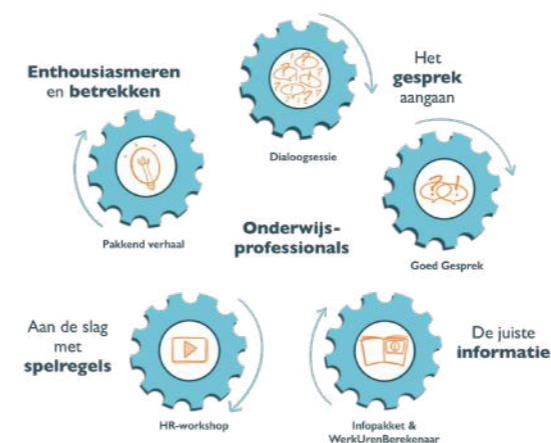 Enthousiasmeren
en betrekken
Het
gesprek
aangaan
Dialoogsessie
Pakkend verhaal
Onderwijs-
professionals
Goed Gesprek
Aan de slag
met
spelregels
De juiste
informatie
HR-workshop
Infopakket &
WerkUrenBerekenaar